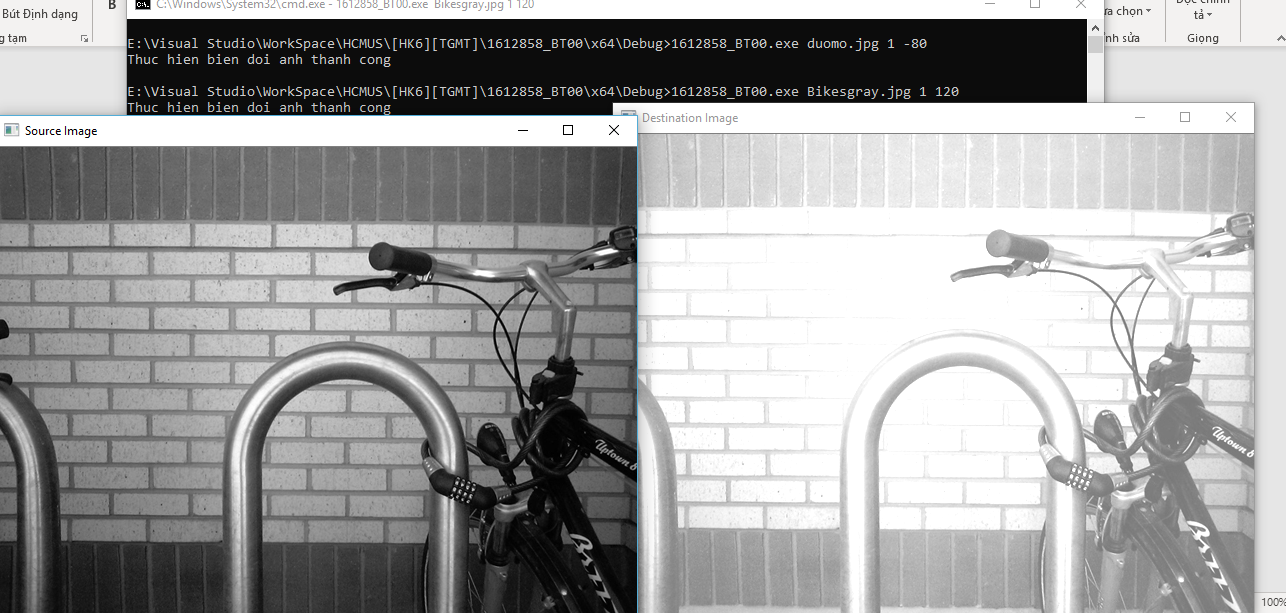 Bút Định dạng
B
C:\Windows\System32\cmd.exe - 1612858_BT00.exe Bikesgray.jpg 1 120
chọn
tả
g tạm
nh sửa
Giọng
E:\Visual Studio\WorkSpace\HCMUS\[HK6][TGMT]\1612858_BT00\x64\Debug>1612858_BT00.exe duomo.jpg 1 -80
Thuc hien bien doi anh thanh cong
E:\Visual Studio\WorkSpace\HCMUS\[HK6][TGMT]\1612858_BT00\x64\Debug>1612858_BT00.exe Bikesgray.jpg 1 120
Thuc hien bien doi anh thanh cong
Source Image
Destination Image
Uptown 8
Uptown
100%